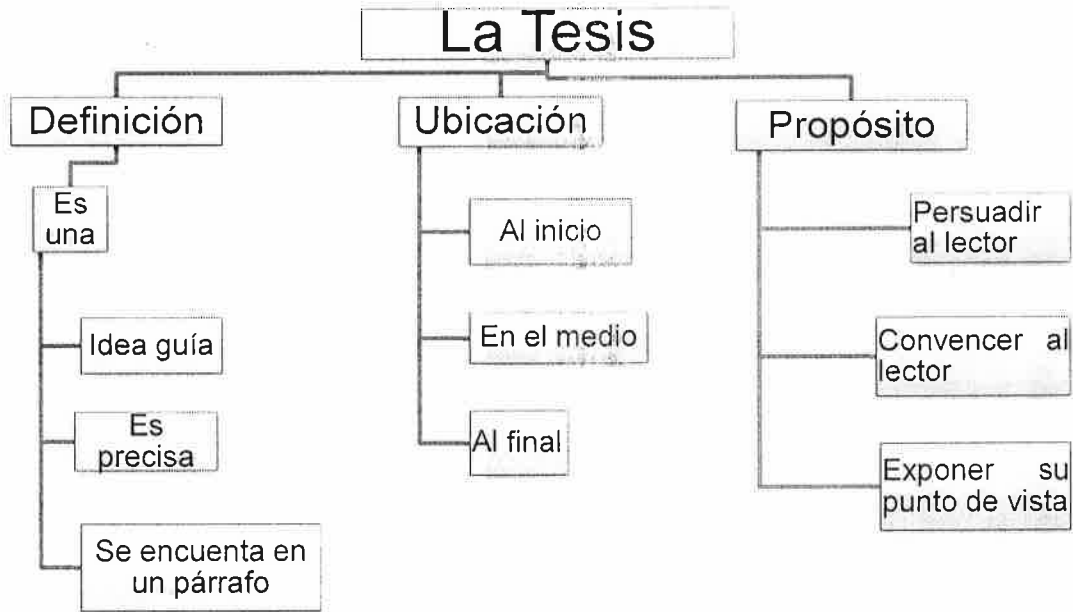 La Tesis
Definición
Ubicación
Propósito
Es
una
Idea guía
Es
precisa
Se encuenta en
un párrafo
Al inicio
En el medio
Al final
Persuadir
al lector
Convencer al
lector
Exponer su
punto de vista